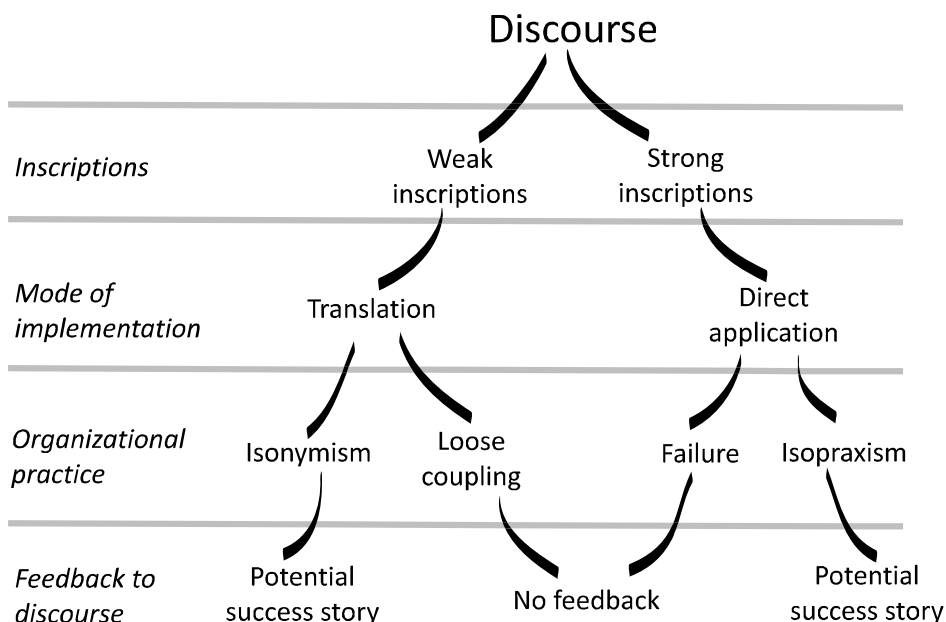 Discourse
Inscriptions
Weak
inscriptions
Strong
inscriptions
Mode of
implementation
Translation
Direct
application
Organizational
practice
Isonymism
Loose
coupling
Failure
Isopraxism
Feedback to
discourse
Potential
success story
No feedback
Potential
success story